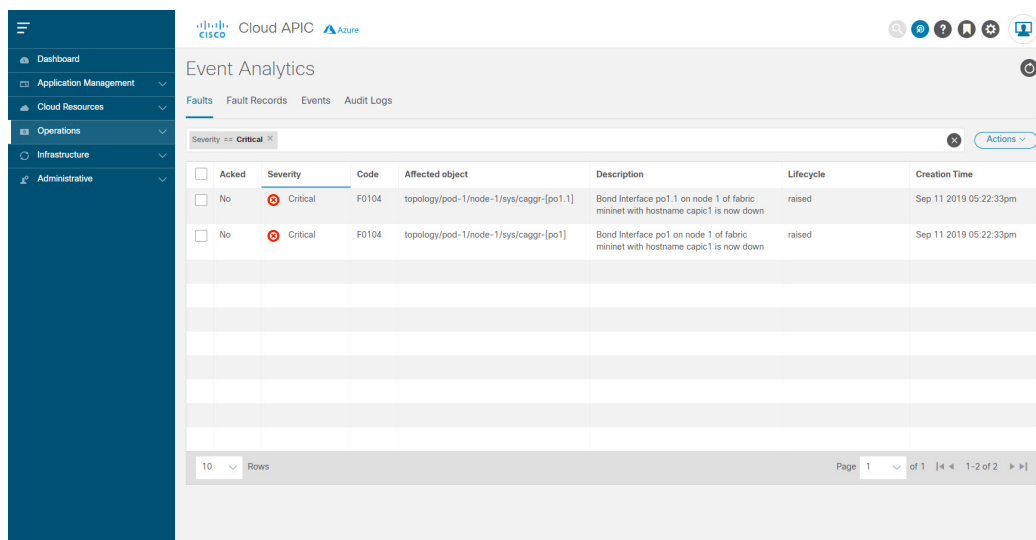 CISCO Cloud APIC Azure
Dashboard
Application Management
Cloud Resources
Operations
Infrastructure
Administrative
Event Analytics
Faults Fault Records Events Audit Logs
Severity == Critical
Actions
Acked Severity Code Affected object Description Lifecycle Creation Time
No Critical F0104 topology/pod-1/node-1/sys/caggr-[po1.1] Bond Interface po1.1 on node 1 of fabric raised Sep 11 2019 05:22:33pm
mininet with hostname capic1 is now down
No Critical F0104 topology/pod-1/node-1/sys/caggr-[po1] Bond Interface po1 on node 1 of fabric raised Sep 11 2019 05:22:33pm
mininet with hostname capic1 is now down
10 Rows Page 1 of 1 1-2 of 2